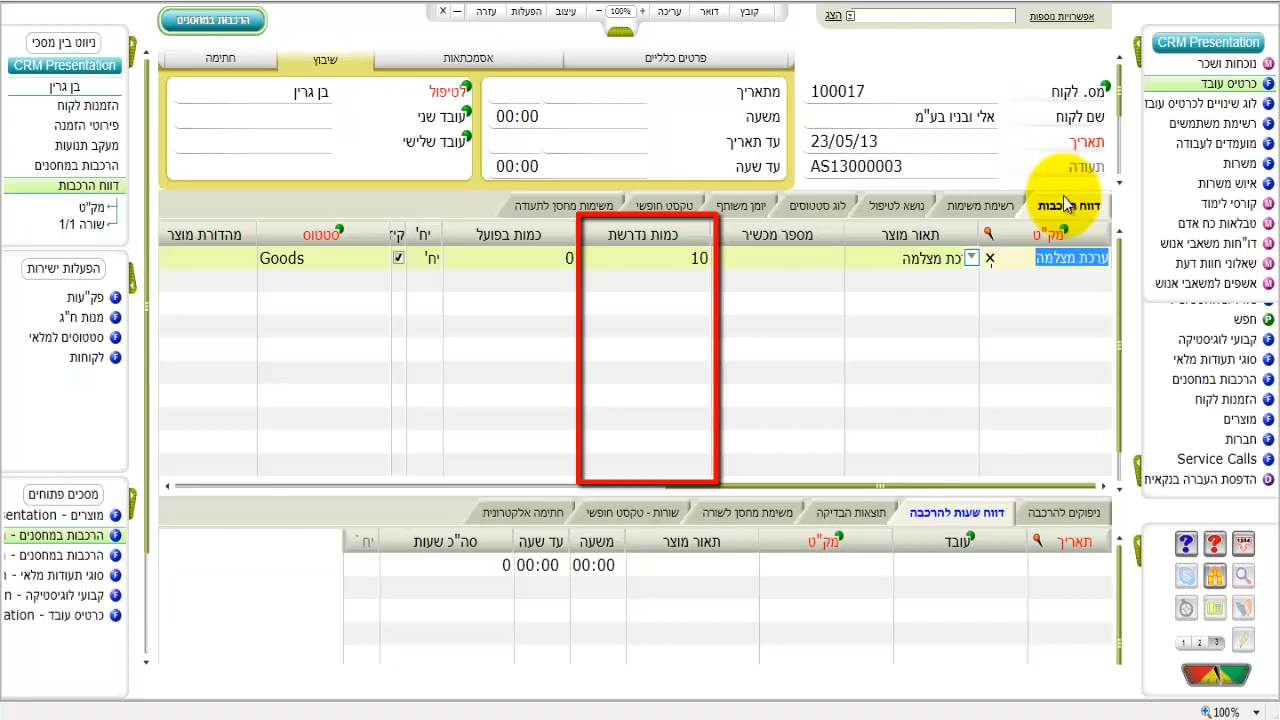 CRM Presentation
נוכחות ושכר
כרטיס עובד
לוג שינויים לכרטיס עובד
רשימת משתמשים
מועמדים לעבודה
משרות
איוש משרות
קורסי לימוד
טבלאות כח אדם
דו"חות משאבי אנוש
שאלוני חוות דעת
אשפים למשאבי אנוש
חפש
קבועי לוגיסטיקה
סוגי תעודות מלאי
הרכבות במחסנים
הזמנות לקוח
מוצרים
חברות
Service Calls
הדפסת העברה בנקאית
1 2 3
100%
אפשרויות נוספות
הצג
קובץ
דואר
עריכה
+ 100% −
עיצוב
הפעלות
עזרה
הרכבות במחסנים
פרטים כלליים
אסמכתאות
שיבוץ
חתימה
מס. לקוח 100017
שם לקוח אלי ובניו בע"מ
תאריך 23/05/13
תעודה AS13000003
מתאריך
משעה 00:00
עד תאריך
עד שעה 00:00
לטיפול בן גרין
עובד שני
עובד שלישי
דווח הרכבות
רשימת משימות
נושא לטיפול
לוג סטטוסים
יומן משותף
טקסט חופשי
משימות מחסן לתעודה
מק"ט
תאור מוצר
מספר מכשיר
כמות נדרשת
כמות בפועל
יח'
סטטוס
מהדורת מוצר
ערכת מצלמה
10
0
יח'
Goods
ניפוקים להרכבה
דווח שעות להרכבה
תוצאות הבדיקה
משימת מחסן לשורה
שורות - טקסט חופשי
חתימה אלקטרונית
תאריך
עובד
מק"ט
תאור מוצר
משעה
עד שעה
סה"כ שעות
יח`
00:00
00:00
0
ניווט בין מסכי
CRM Presentation
בן גרין
הזמנות לקוח
פירוטי הזמנה
מעקב תנועות
הרכבות במחסנים
דווח הרכבות
מק"ט
שורה 1/1
הפעלות ישירות
פק"עות
מנות ח"ג
סטטוסים למלאי
לקוחות
מסכים פתוחים
מוצרים - entation
הרכבות במחסנים -
הרכבות במחסנים -
סוגי תעודות מלאי -
קבועי לוגיסטיקה -
כרטיס עובד - ation